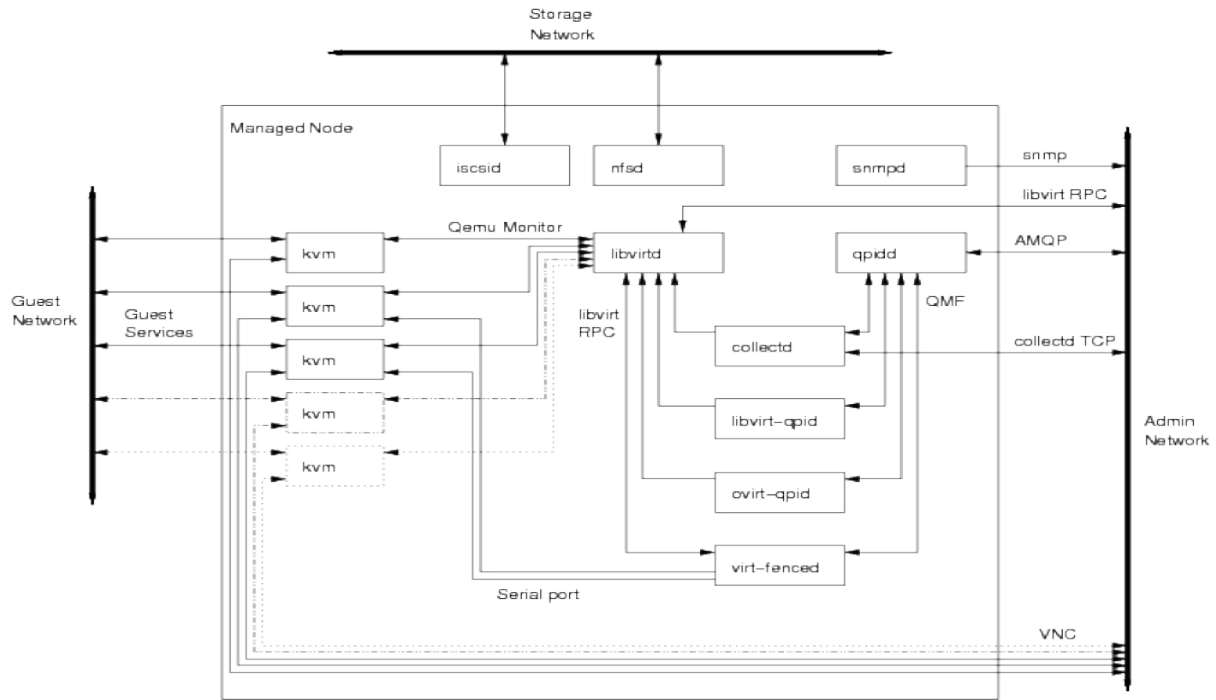 Storage
Network
Managed Node
iscsid
nfsd
snmpd
snmp
libvirt RPC
Qemu Monitor
kvm
libvirtd
qpidd
AMQP
Guest
Network
Guest
Services
kvm
libvirt
RPC
QMF
kvm
collectd
collectd TCP
kvm
libvirt-qpid
Admin
Network
kvm
ovirt-qpid
virt-fenced
Serial port
VNC